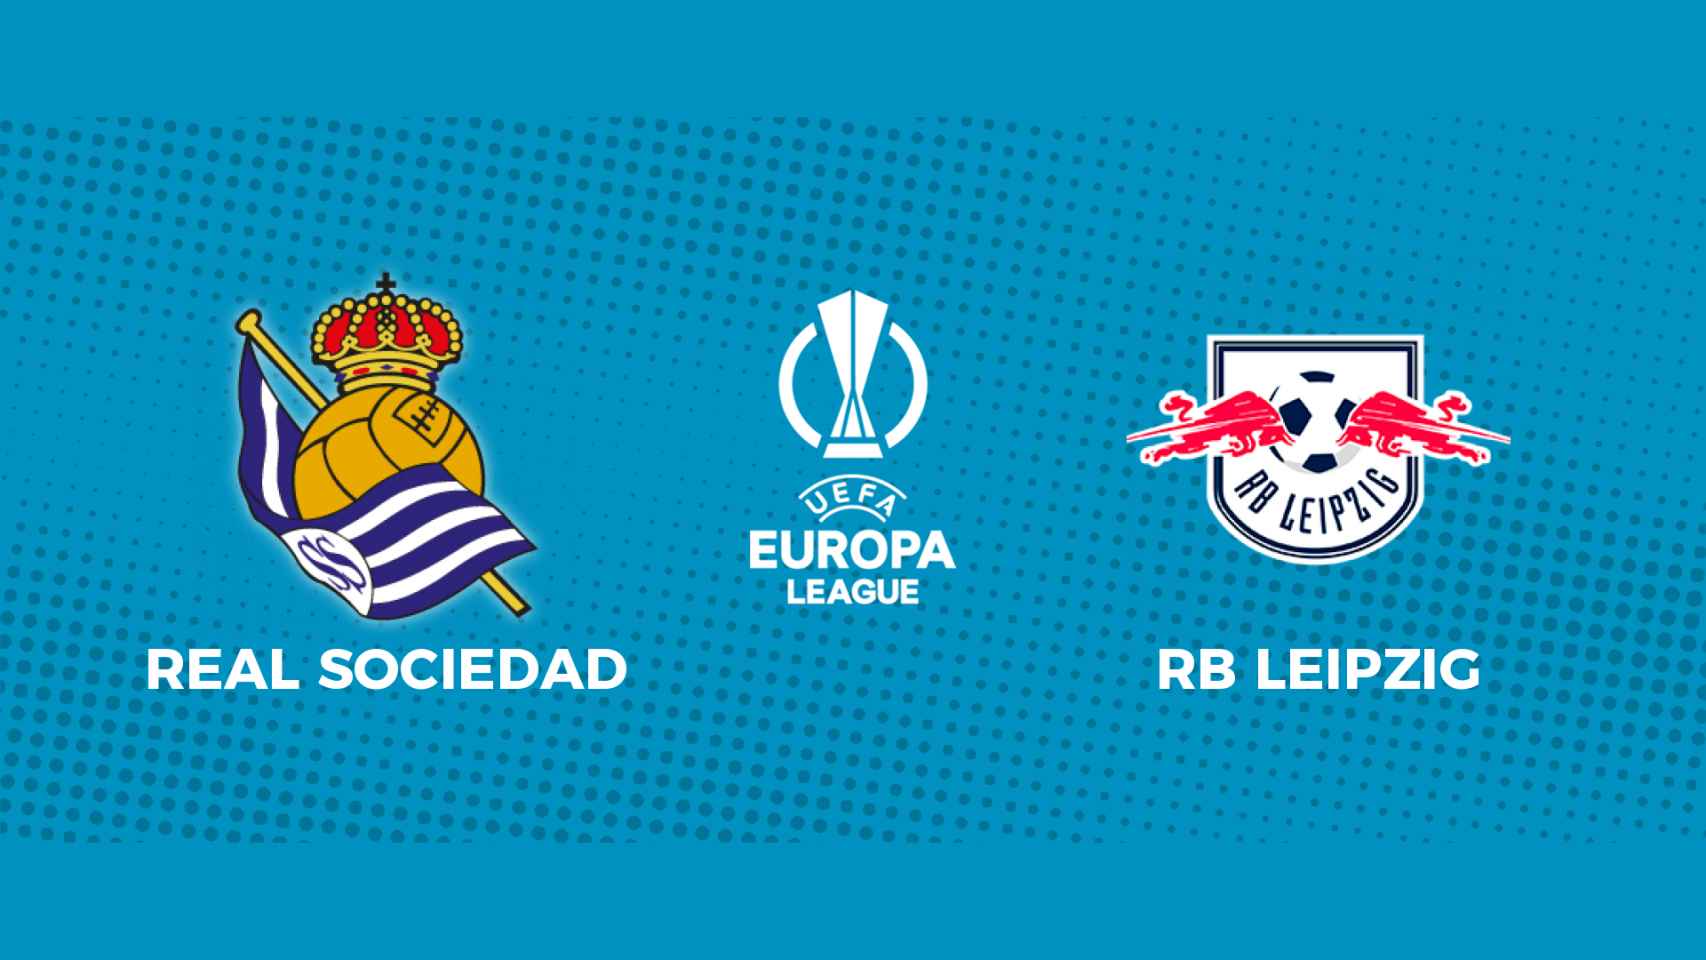 UEFA
EUROPA
LEAGUE
RB LEIPZIG
REAL SOCIEDAD
RB LEIPZIG